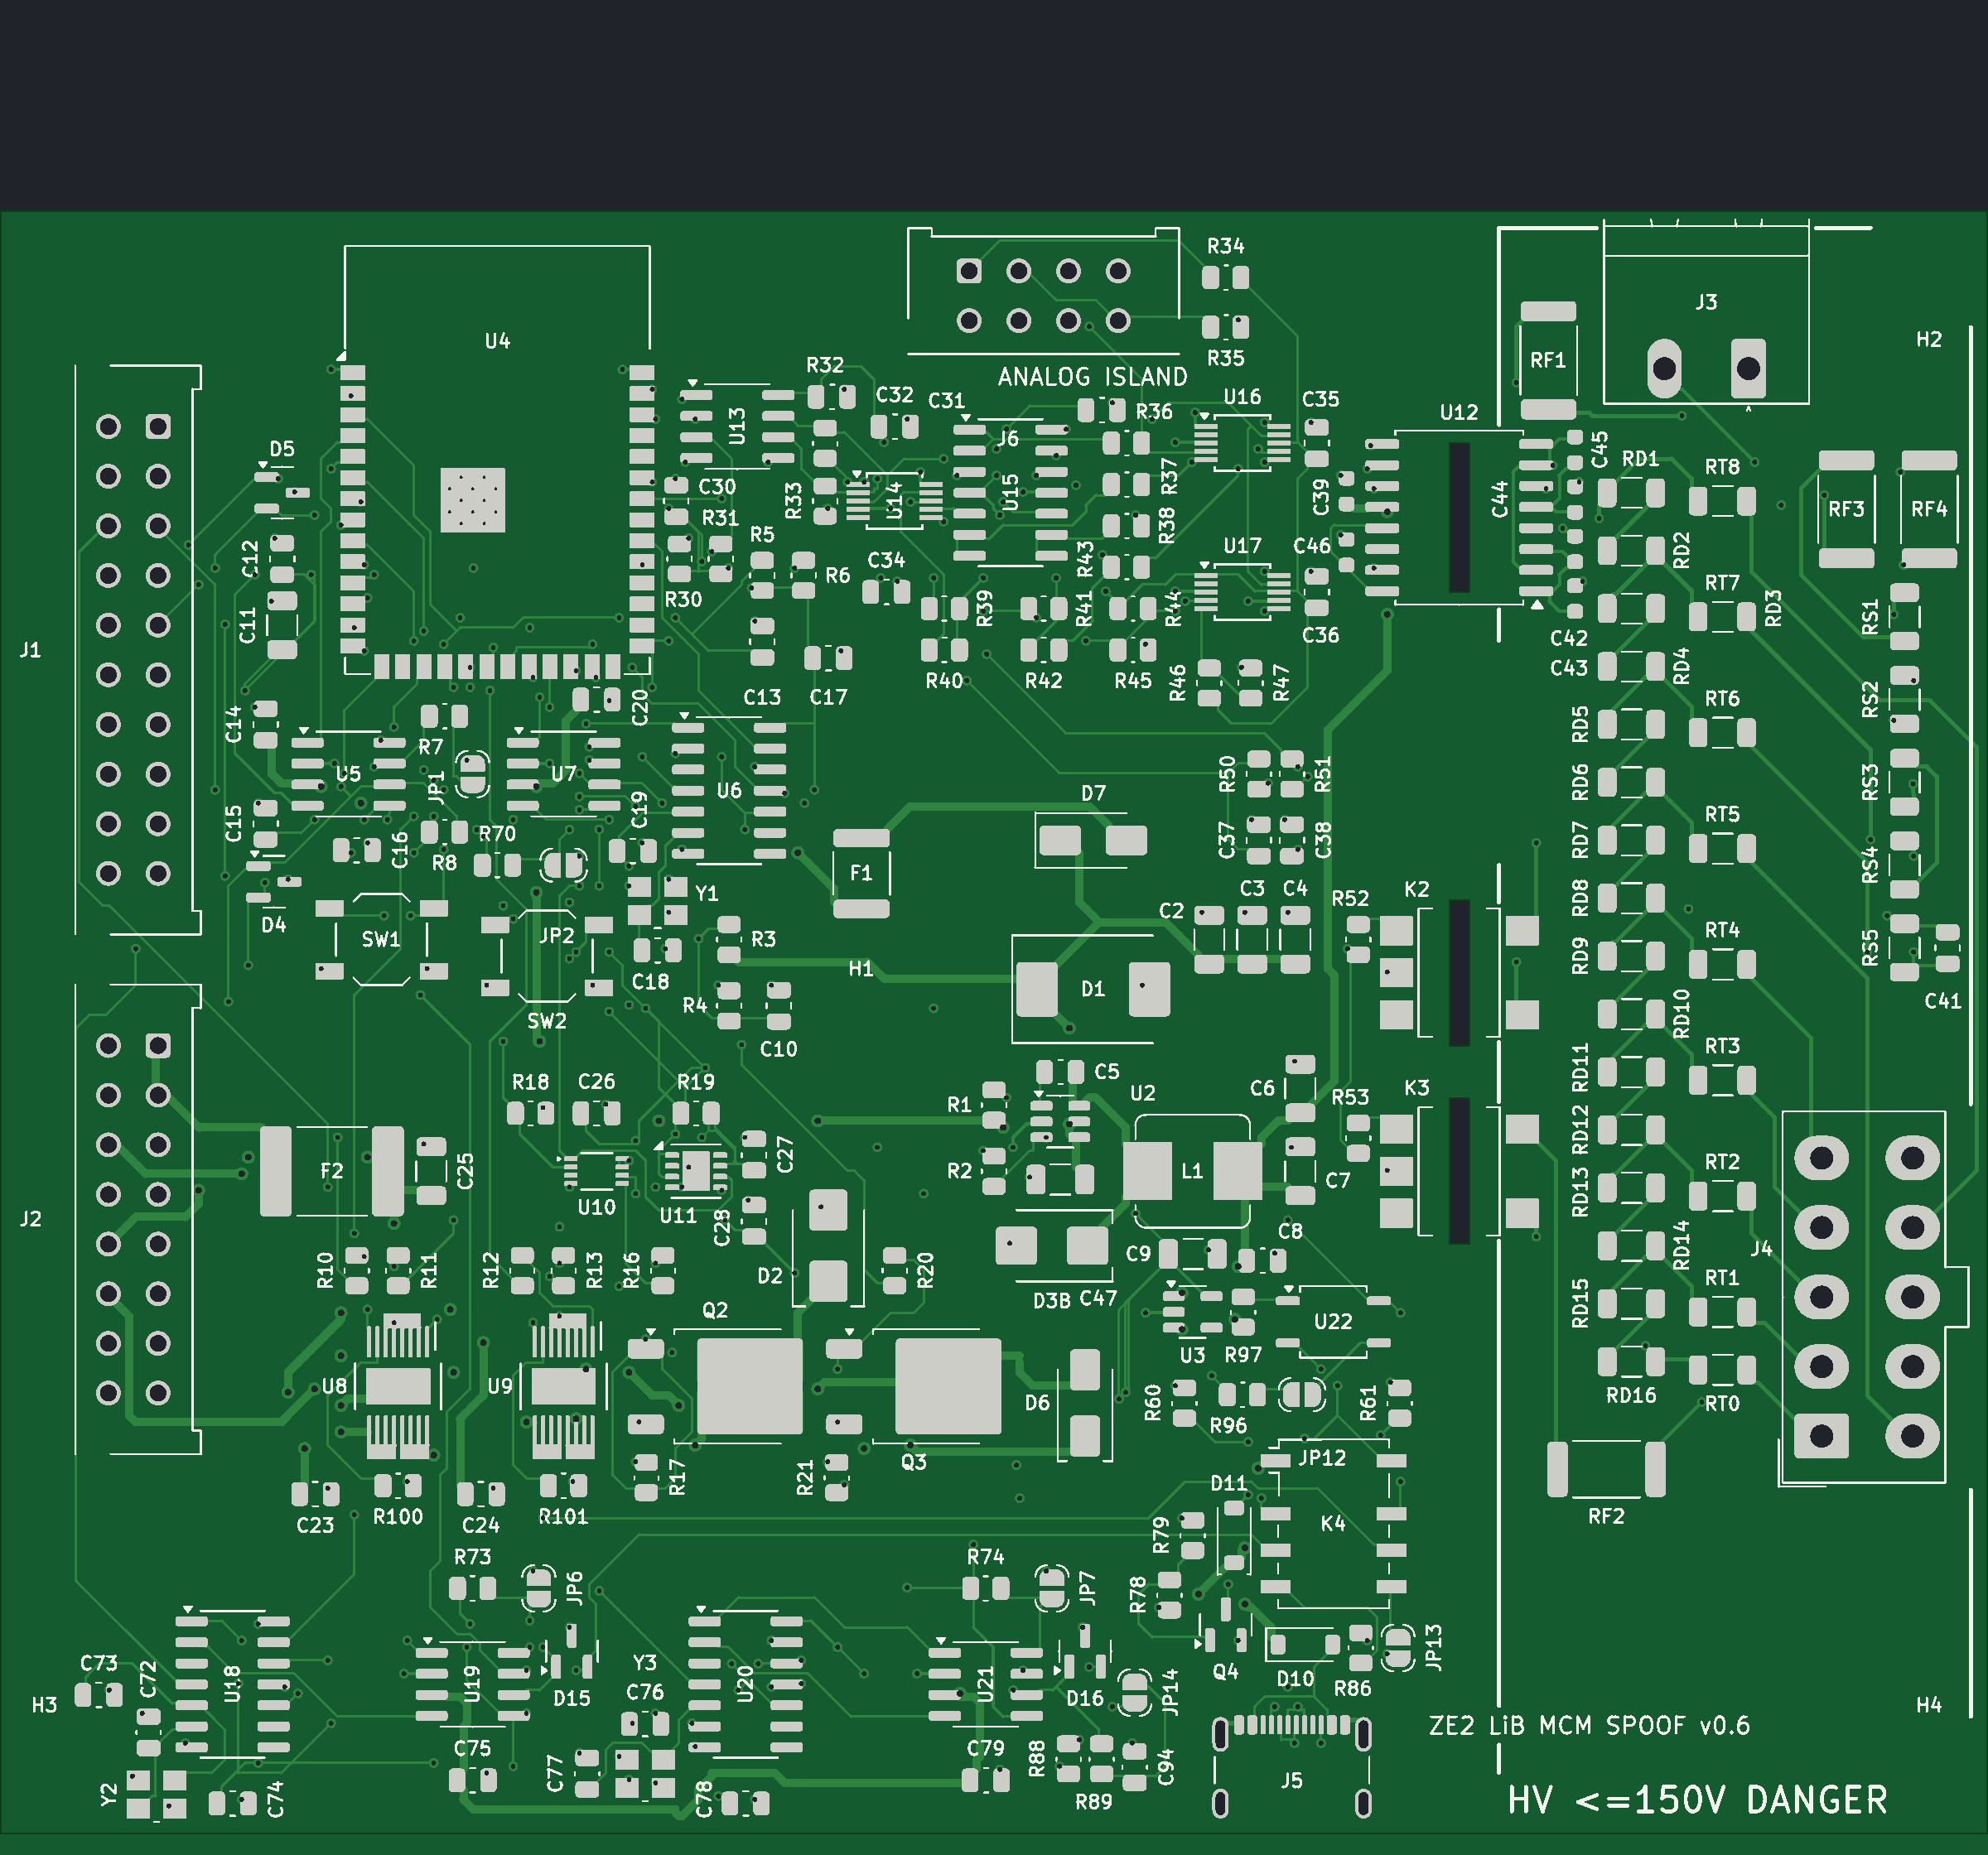 R34
J3
H2
U4
R35
RF1
R32
ANALOG ISLAND
C32
C31
U16
C35
U12
R36
U13
D5
J6
C45
RD1
RT8
R37
C30
R33
U14
U15
C39
C44
RF3
RF4
R31
R38
C12
R5
U17
C46
RD2
R43
C34
R6
RT7
R30
R39
R41
R44
RD3
RS1
C11
C36
C42
J1
RD4
C43
R40
R42
R45
R46
R47
C13
C17
C20
RS2
RT6
C14
R7
RD5
U5
JP1
U7
U6
R50
R51
RD6
RS3
D7
C15
C19
R70
RT5
C16
R8
C37
C38
RD7
F1
RS4
D4
Y1
K2
RD8
R52
C2
C3
C4
SW1
JP2
R3
RT4
C18
H1
RD9
RS5
D1
R4
SW2
C41
RD10
C10
RT3
R18
C26
R19
C5
U2
C6
K3
RD11
R1
R53
RD12
C27
F2
C25
U10
R2
L1
C7
RT2
U11
RD13
J2
C28
C8
R10
R11
R12
R13
R16
D2
R20
C9
RD14
J4
D3B
C47
RT1
Q2
RD15
U22
U3
R97
U8
U9
D6
R60
R96
R61
RD16
RT0
Q3
JP12
R17
R21
D11
C23
R100
C24
R101
K4
RF2
R79
R73
R74
JP6
JP7
R78
JP13
C73
C72
U18
U19
Y3
U20
U21
Q4
D10
R86
H3
D15
C76
D16
JP14
H4
ZE2 LiB MCM SPOOF v0.6
C75
C79
Y2
C74
C77
C78
R88
R89
C94
J5
HV <=150V DANGER